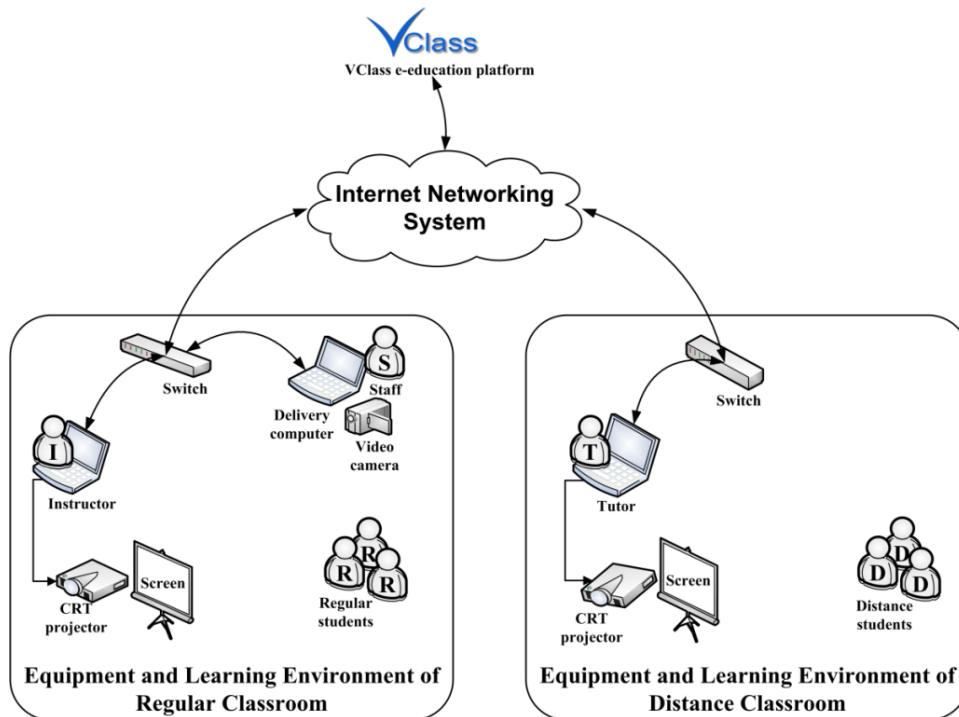 VClass
VClass e-education platform
Internet Networking
System
Switch
S
Staff
Delivery
computer
Video
camera
I
Instructor
Screen
CRT
projector
R
R
R
Regular
students
Equipment and Learning Environment of
Regular Classroom
Switch
T
Tutor
Screen
CRT
projector
D
D
D
Distance
students
Equipment and Learning Environment of
Distance Classroom